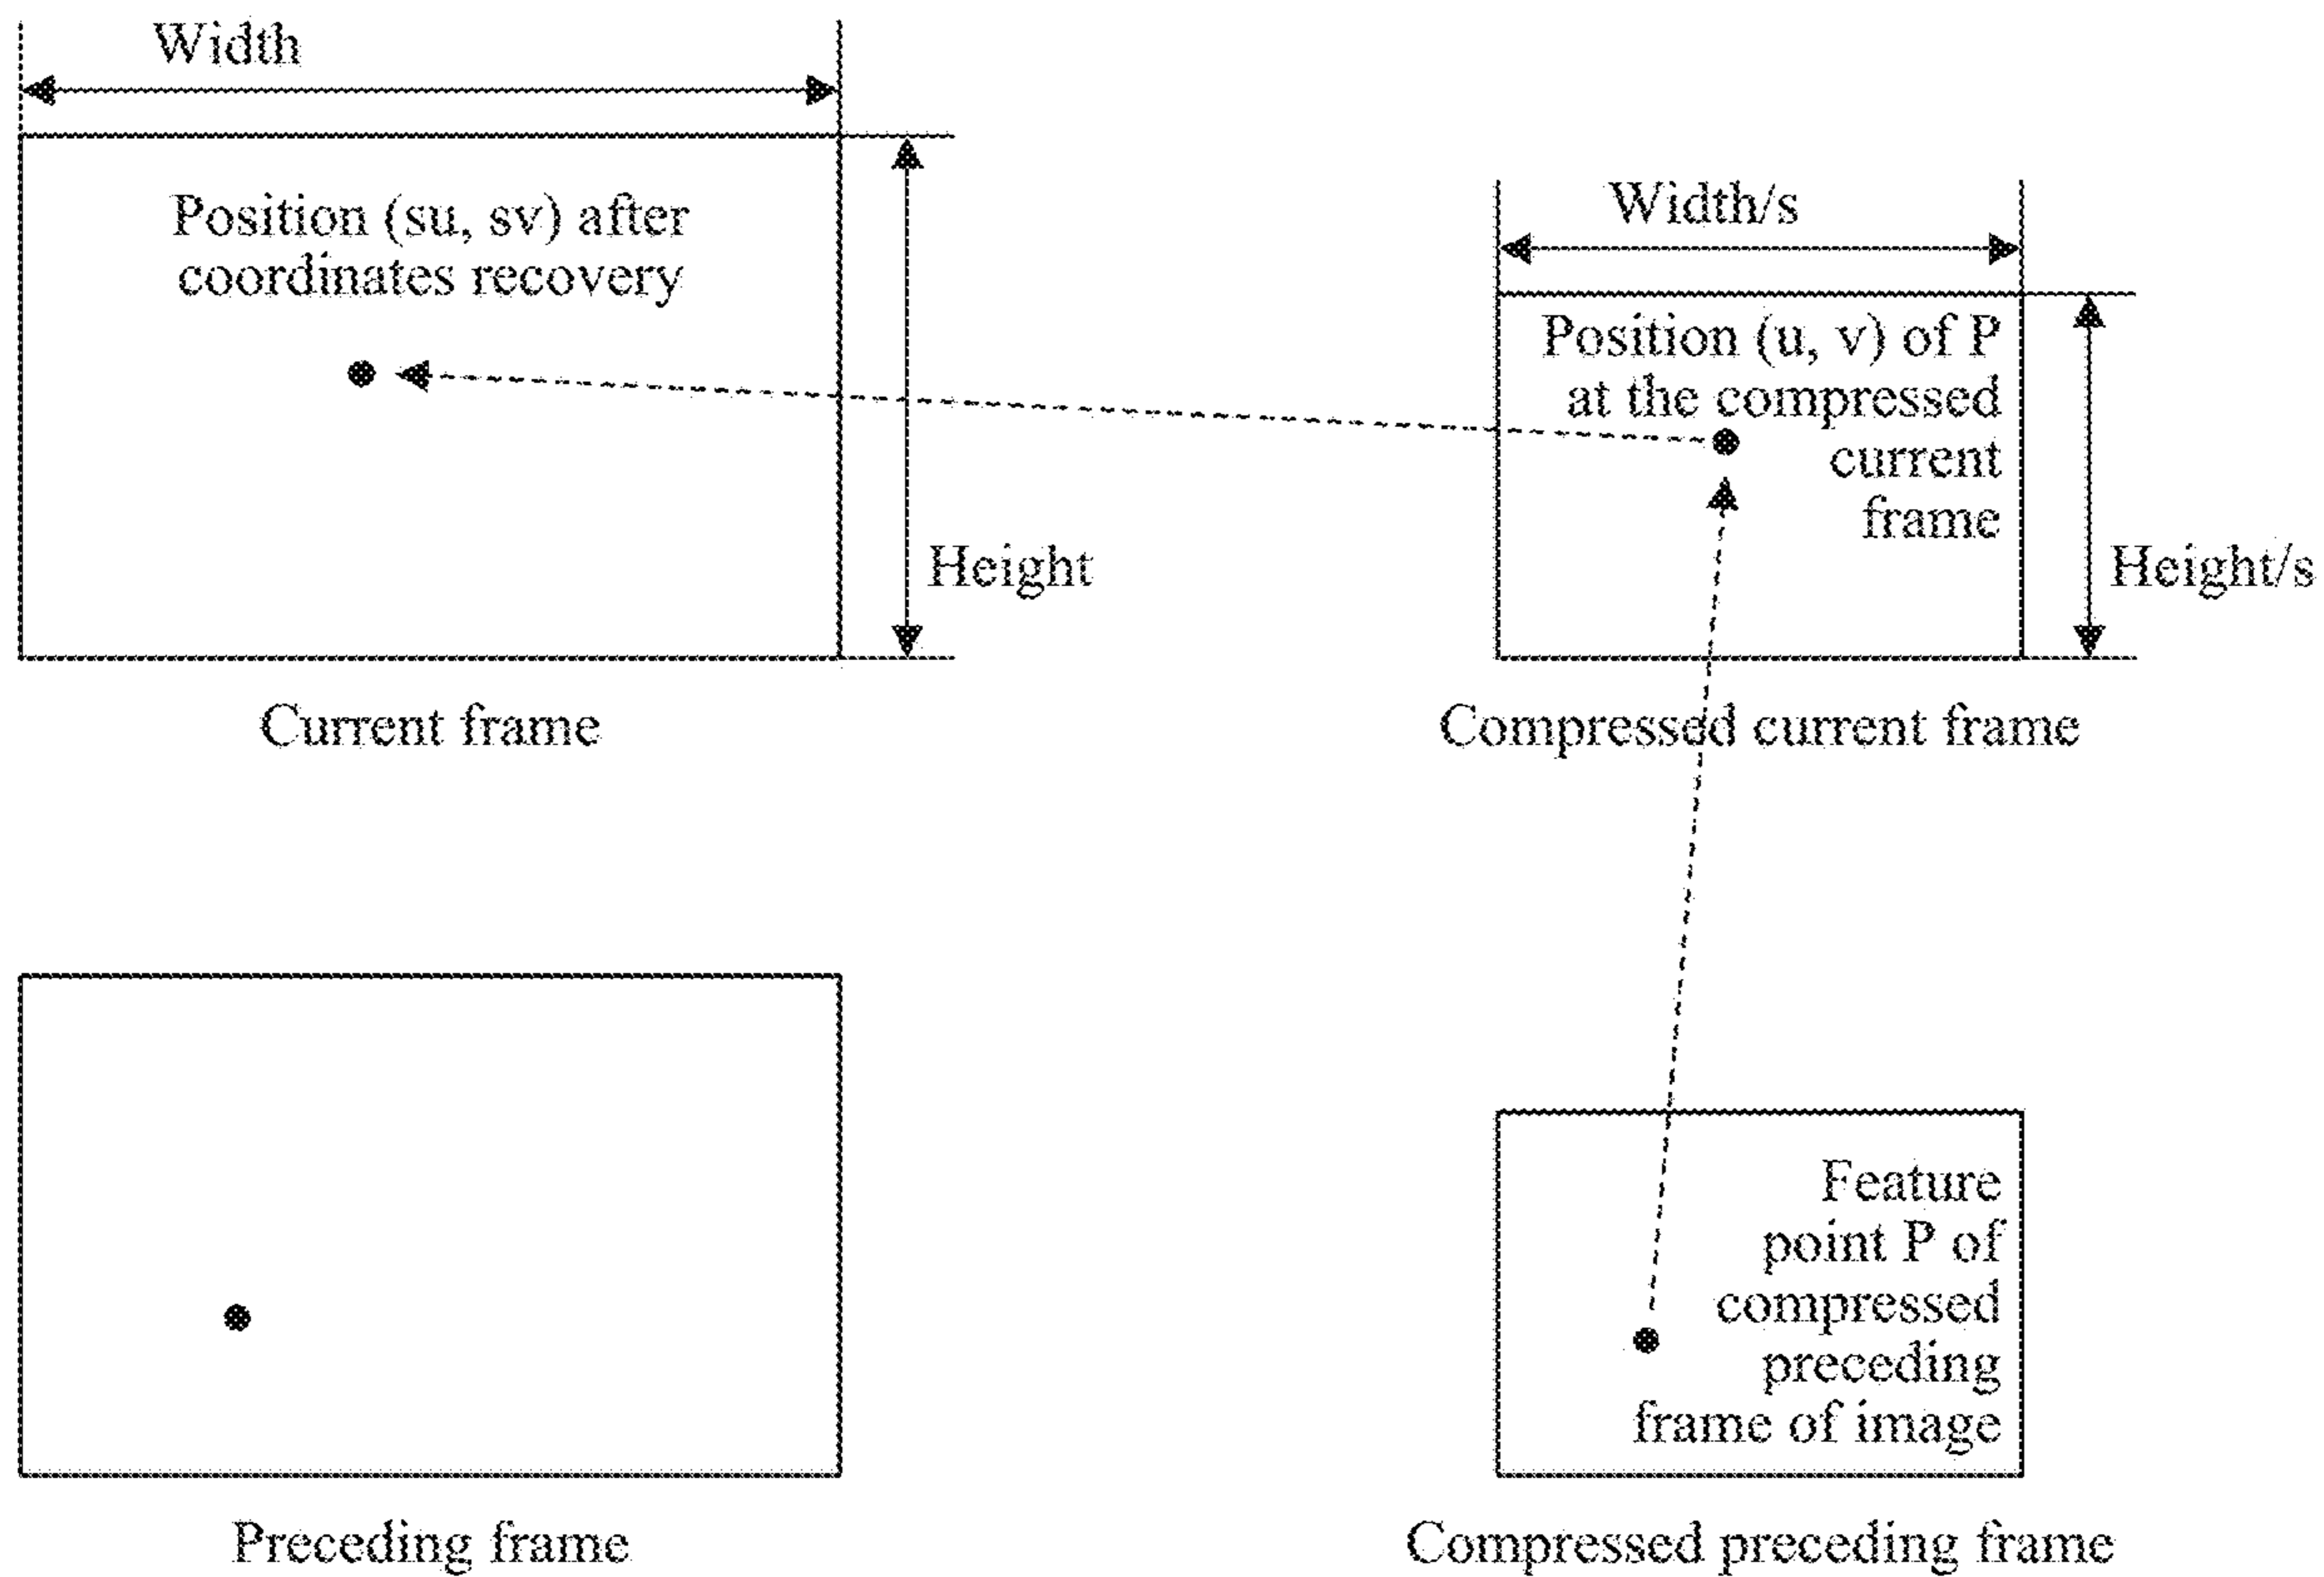 Width
Position (su, sv) after
coordinates recovery
Height
Current frame
Width/s
Position (u, v) of P
at the compressed
current
frame
Height/s
Compressed current frame
Preceding frame
Feature
point P of
compressed
preceding
frame of image
Compressed preceding frame